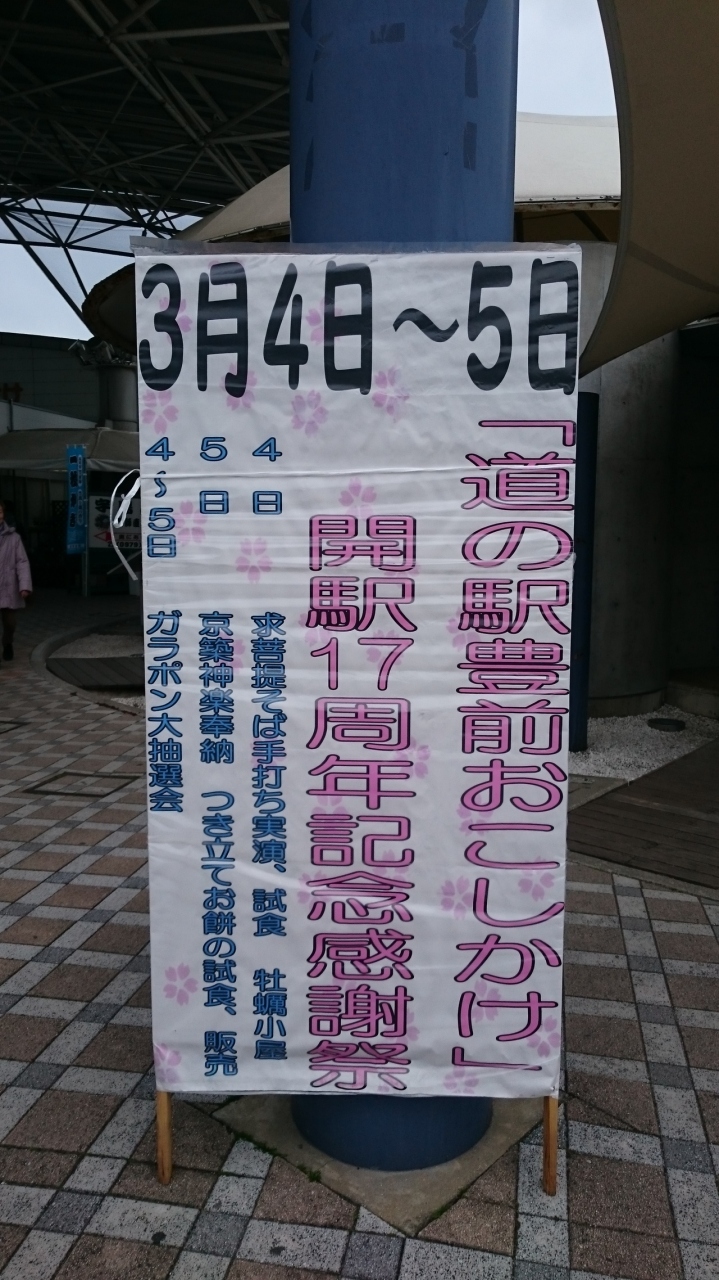 3月4日～5日
「道の駅豊前おこしかけ」
開駅17周年記念感謝祭
4日　求菩提そば手打ち実演、試食　牡蠣小屋
5日　京築神楽奉納　つき立てお餅の試食、販売
4～5日　ガラポン大抽選会